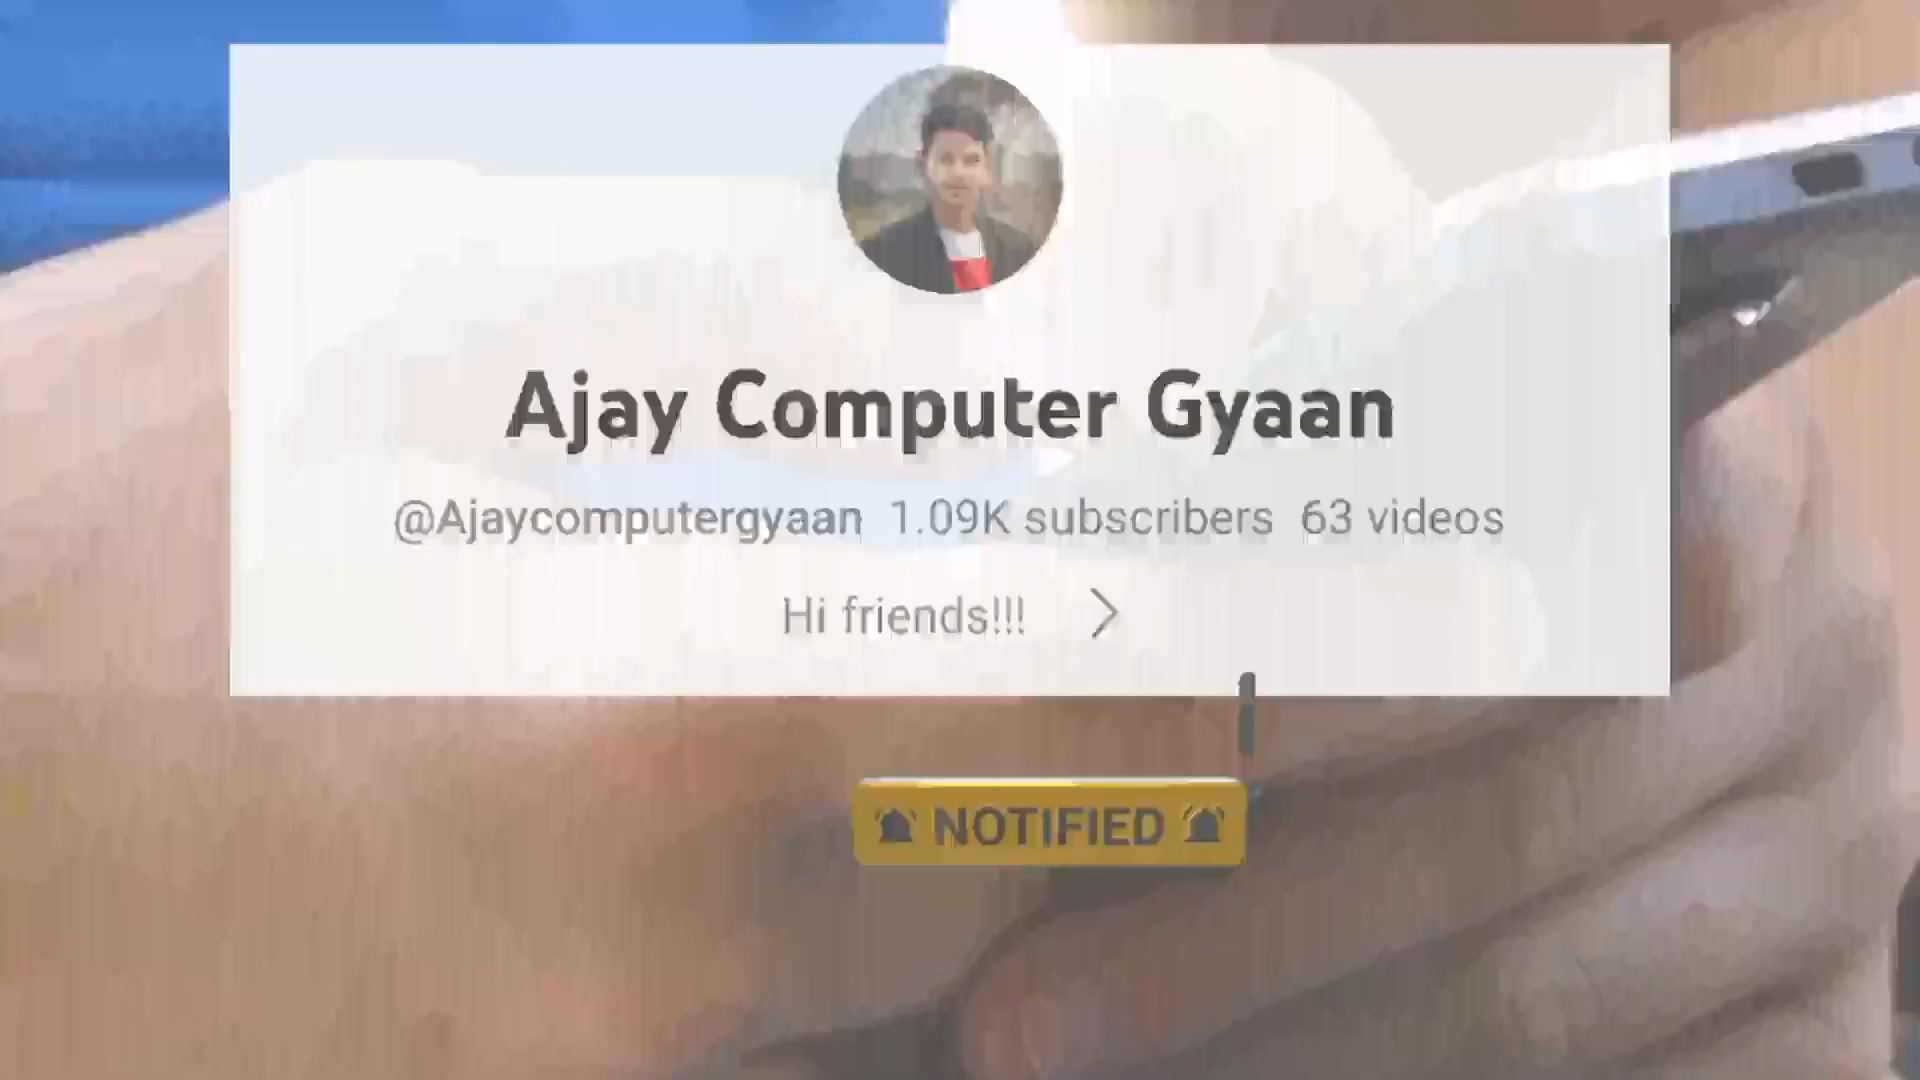 Ajay Computer Gyaan
@Ajaycomputergyaan 1.09K subscribers 63 videos
Hi friends!!!
NOTIFIED